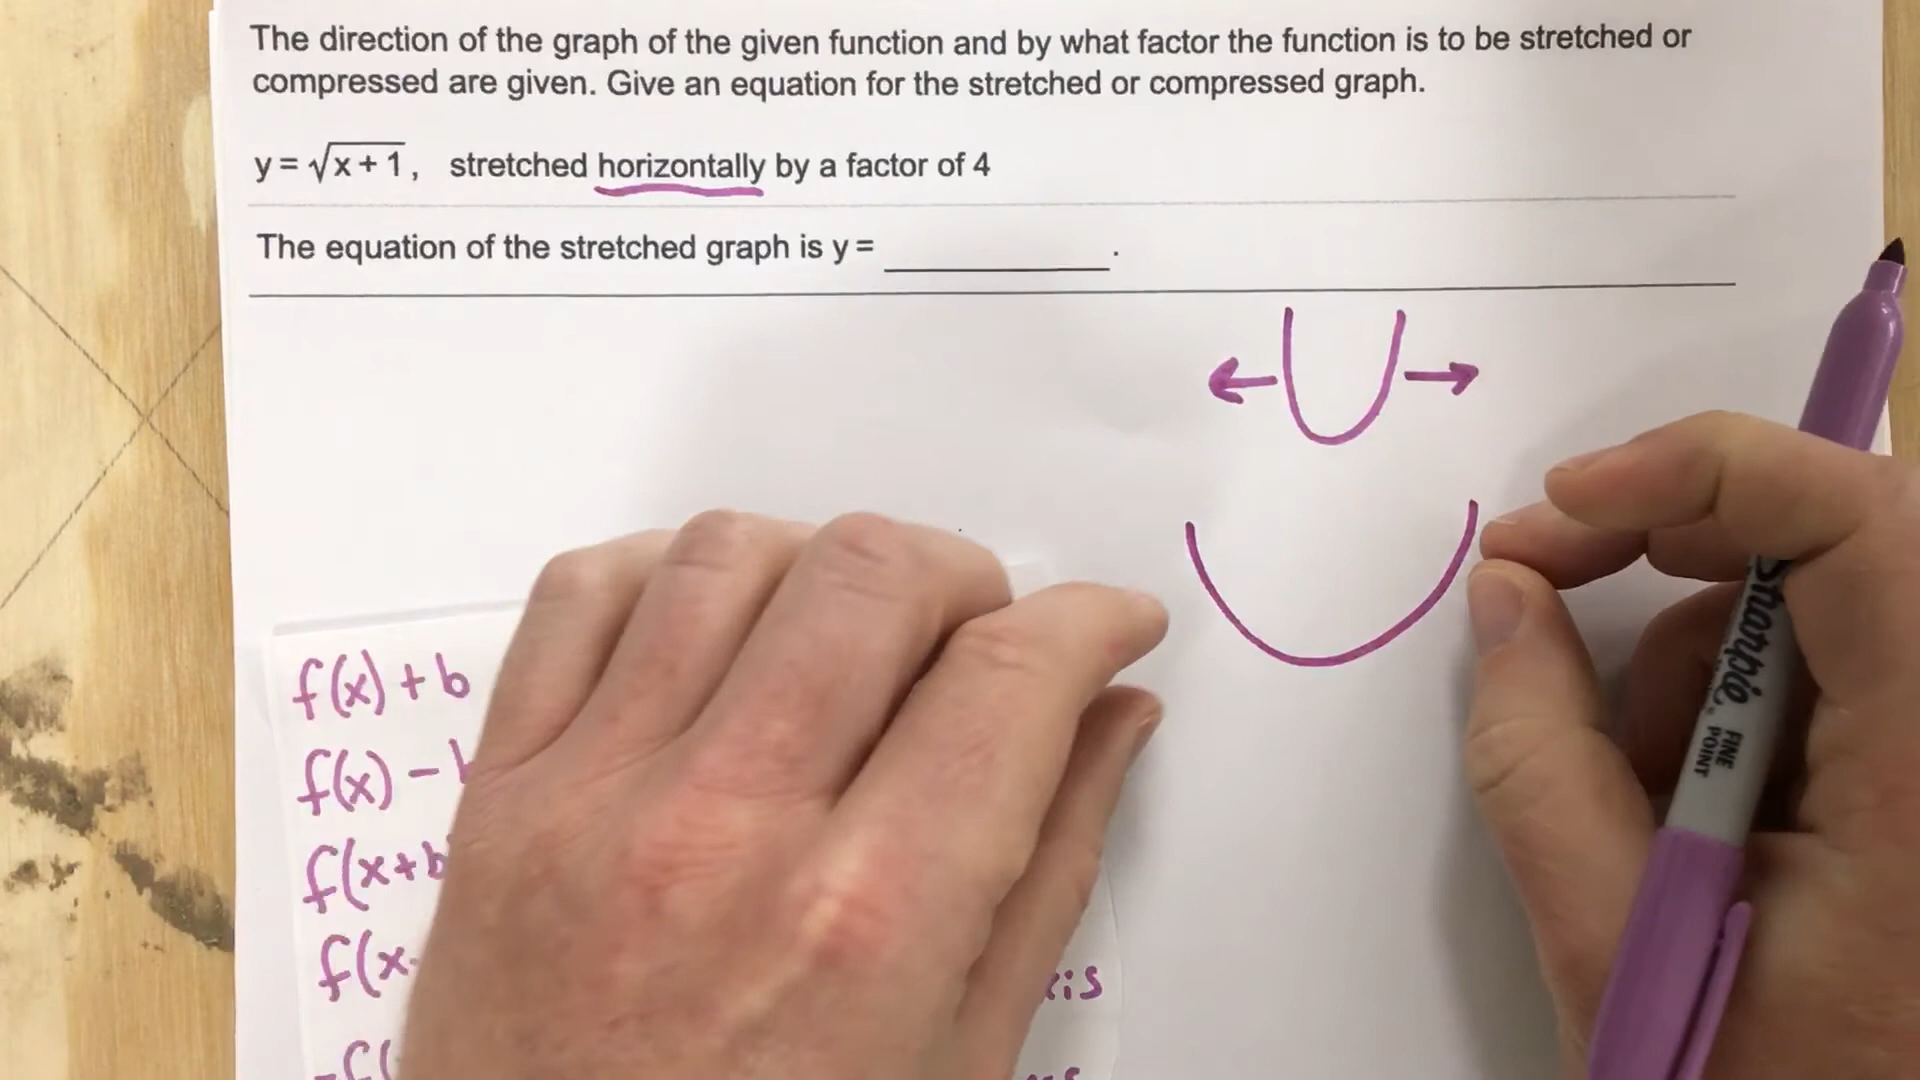 The direction of the graph of the given function and by what factor the function is to be stretched or
compressed are given. Give an equation for the stretched or compressed graph.
y = √x + 1, stretched horizontally by a factor of 4
The equation of the stretched graph is y = __________.
f(x) + b
f(x) -
f(x+b
f(x-
-f(
Sharpie
FINE
POINT